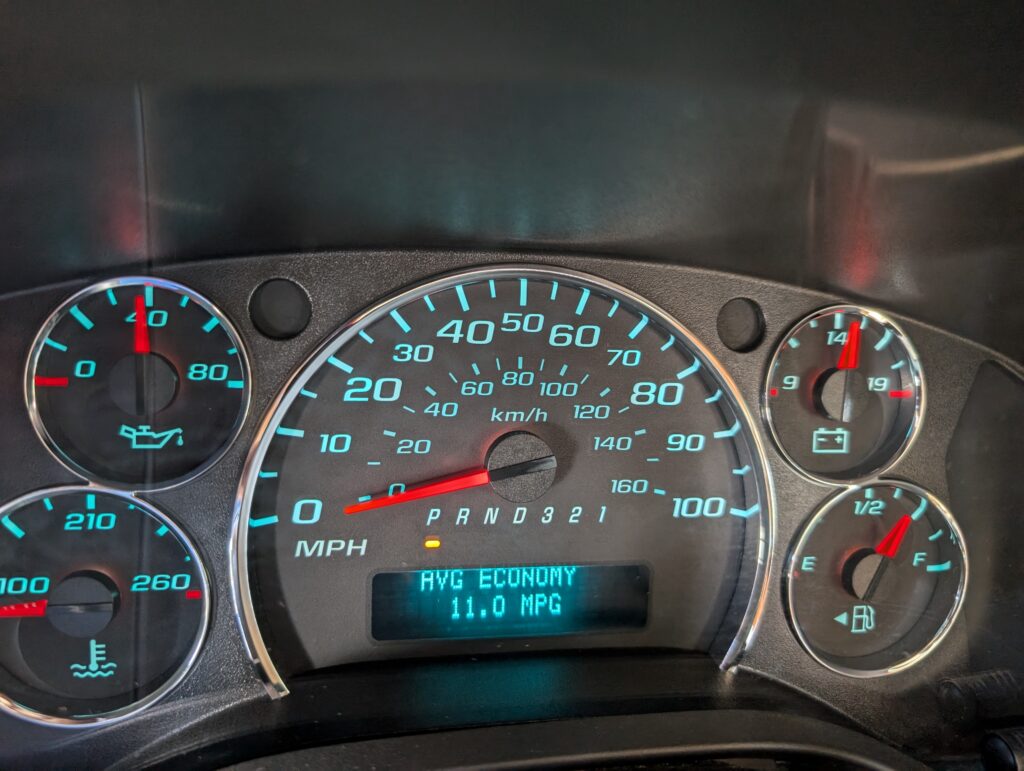 0 40 80
210
100 260
0 10 20 30 40 50 60 70 80 90 100
0 20 40 60 80 100 120 140 160
km/h
P R N D 3 2 1
MPH
AVG ECONOMY
11.0 MPG
9 14 19
1/2
E F